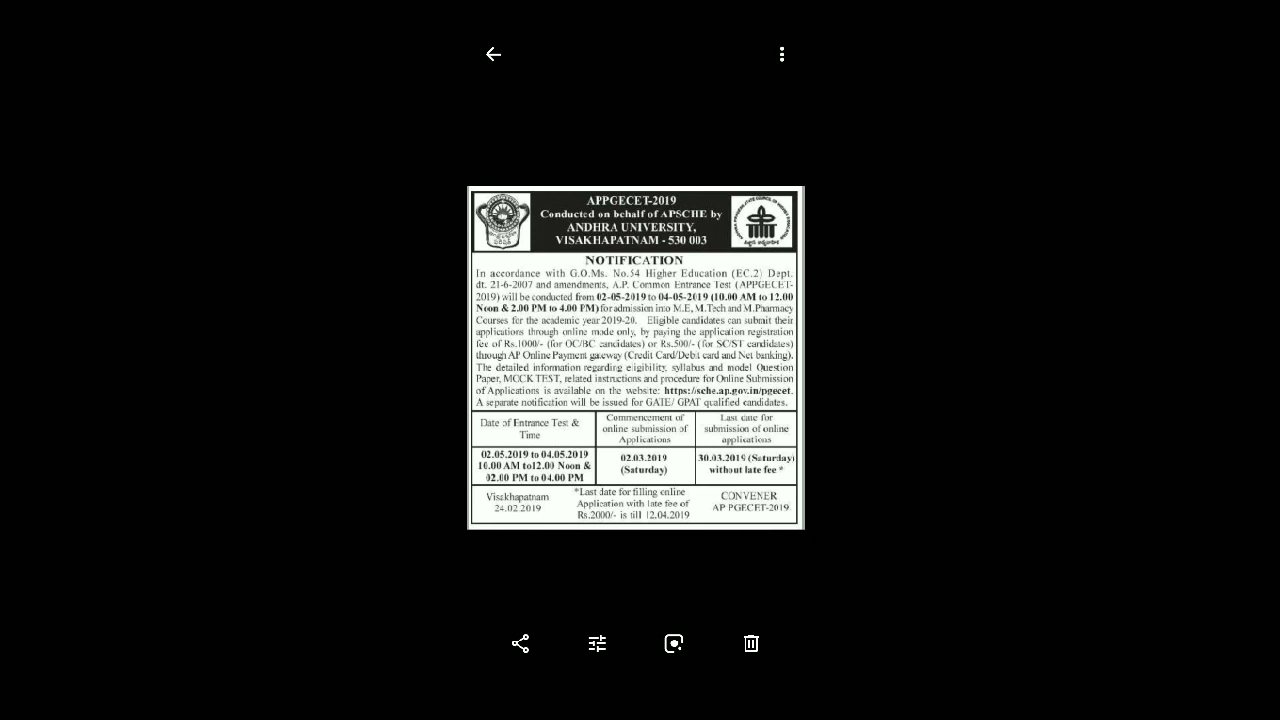 APPGECET-2019
Conducted on behalf of APSCHE by
ANDHRA UNIVERSITY,
VISAKHAPATNAM - 530 003
NOTIFICATION
In accordance with G.O.Ms. No.54 Higher Education (EC.2) Dept.
dt. 21-6-2007 and amendments, A.P. Common Entrance Test (APPGECET-
2019) will be conducted from 02-05-2019 to 04-05-2019 (10.00 AM to 12.00
Noon & 2.00 PM to 4.00 PM) for admission into M.E, M.Tech and M.Pharmacy
Courses for the academic year 2019-20. Eligible candidates can submit their
applications through online mode only, by paying the application registration
fee of Rs.1000/- (for OC/BC candidates) or Rs.500/- (for SC/ST candidates)
through AP Online Payment gateway (Credit Card/Debit card and Net banking).
The detailed information regarding eligibility, syllabus and model Question
Paper, MOCK TEST, related instructions and procedure for Online Submission
of Applications is available on the website: https://sche.ap.gov.in/pgecet.
A separate notification will be issued for GATE/ GPAT qualified candidates.
Date of Entrance Test &
Time
Commencement of
online submission of
Applications
Last date for
submission of online
applications
02.05.2019 to 04.05.2019
10.00 AM to12.00 Noon &
02.00 PM to 04.00 PM
02.03.2019
(Saturday)
30.03.2019 (Saturday)
without late fee *
Visakhapatnam
24.02.2019
*Last date for filling online
Application with late fee of
Rs.2000/- is till 12.04.2019
CONVENER
AP PGECET-2019